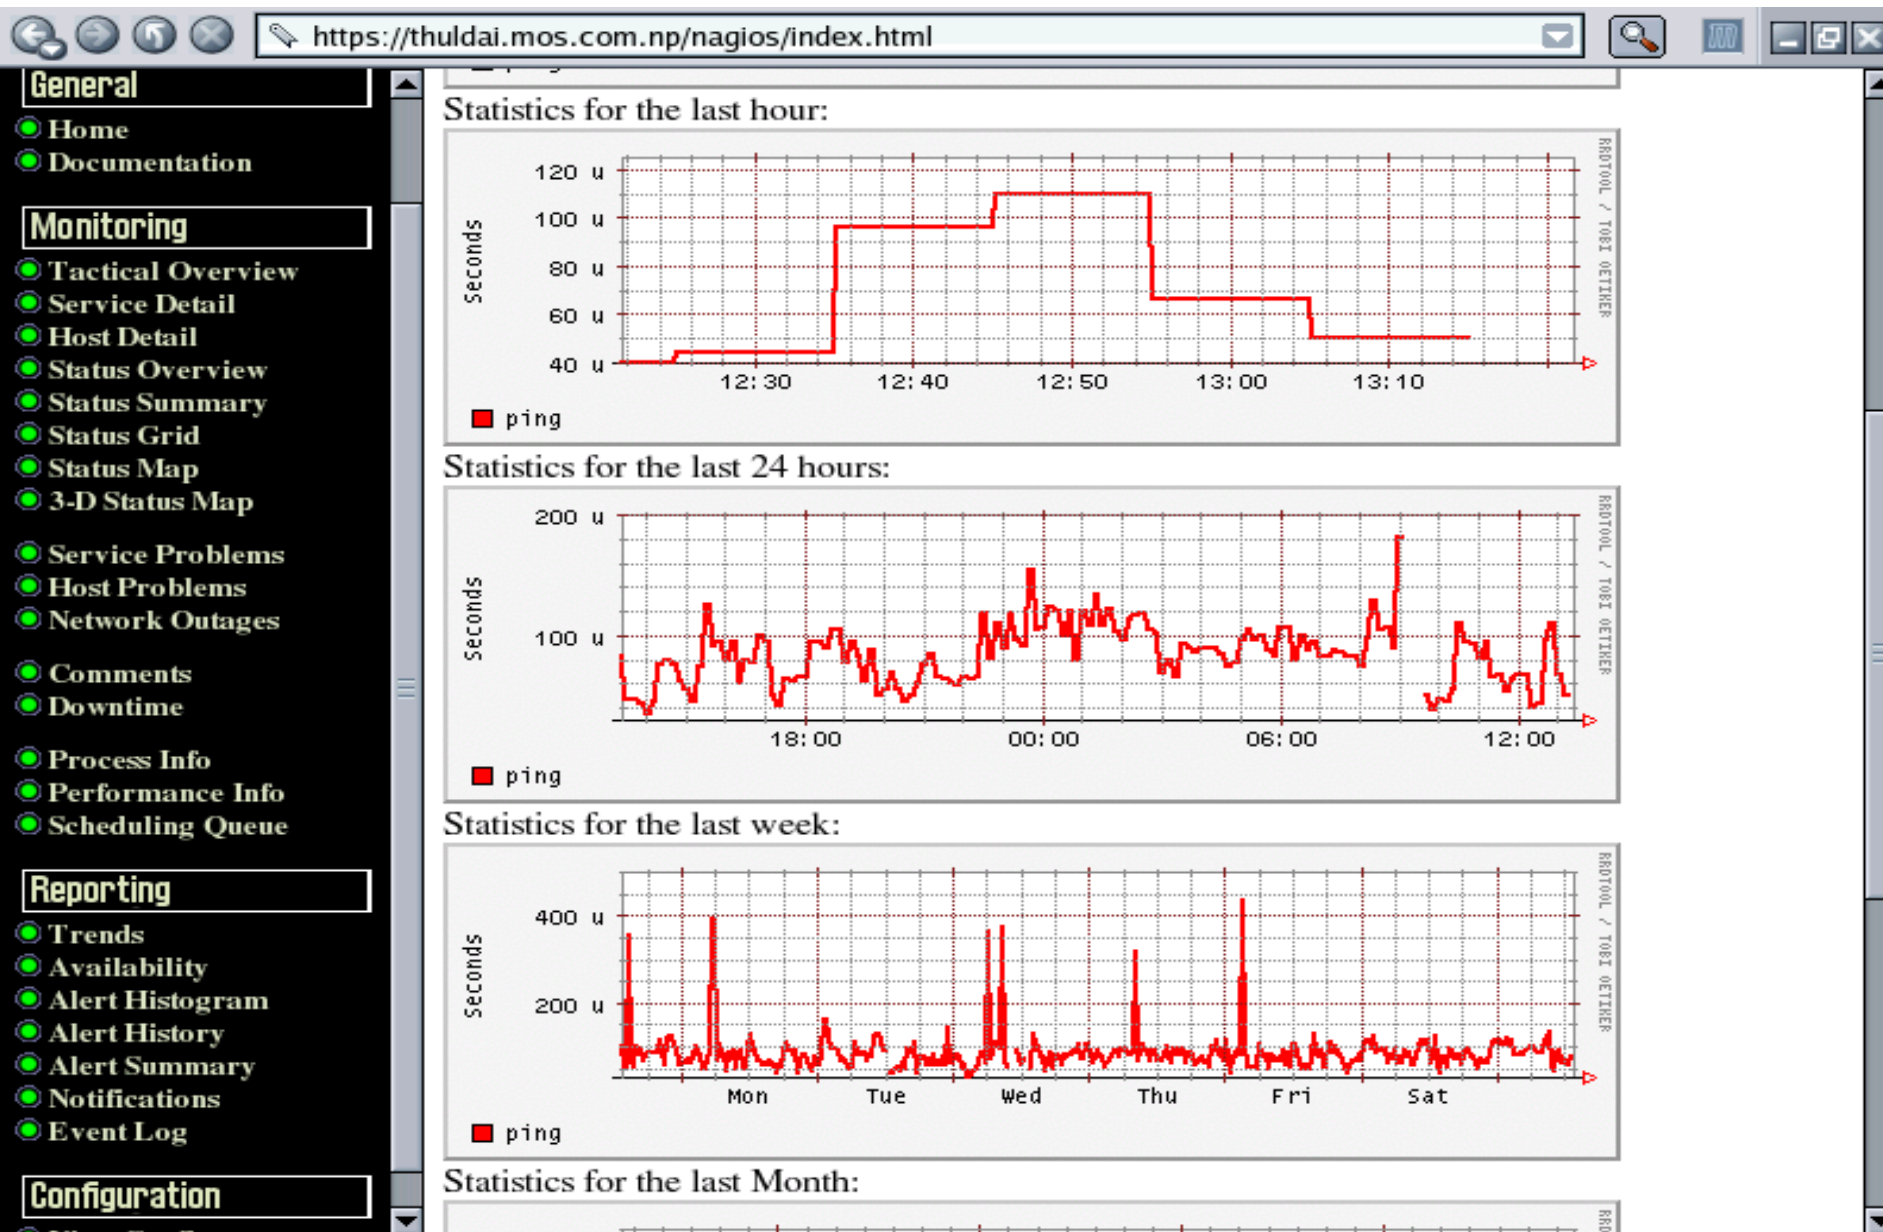 https://thuldai.mos.com.np/nagios/index.html
General
Home
Documentation
Monitoring
Tactical Overview
Service Detail
Host Detail
Status Overview
Status Summary
Status Grid
Status Map
3-D Status Map
Service Problems
Host Problems
Network Outages
Comments
Downtime
Process Info
Performance Info
Scheduling Queue
Reporting
Trends
Availability
Alert Histogram
Alert History
Alert Summary
Notifications
Event Log
Configuration
Statistics for the last hour:
RRDTOOL / TOBI OETIKER
Seconds
120 u
100 u
80 u
60 u
40 u
12:30 12:40 12:50 13:00 13:10
ping
Statistics for the last 24 hours:
RRDTOOL / TOBI OETIKER
Seconds
200 u
100 u
18:00 00:00 06:00 12:00
ping
Statistics for the last week:
RRDTOOL / TOBI OETIKER
Seconds
400 u
200 u
Mon Tue Wed Thu Fri Sat
ping
Statistics for the last Month: